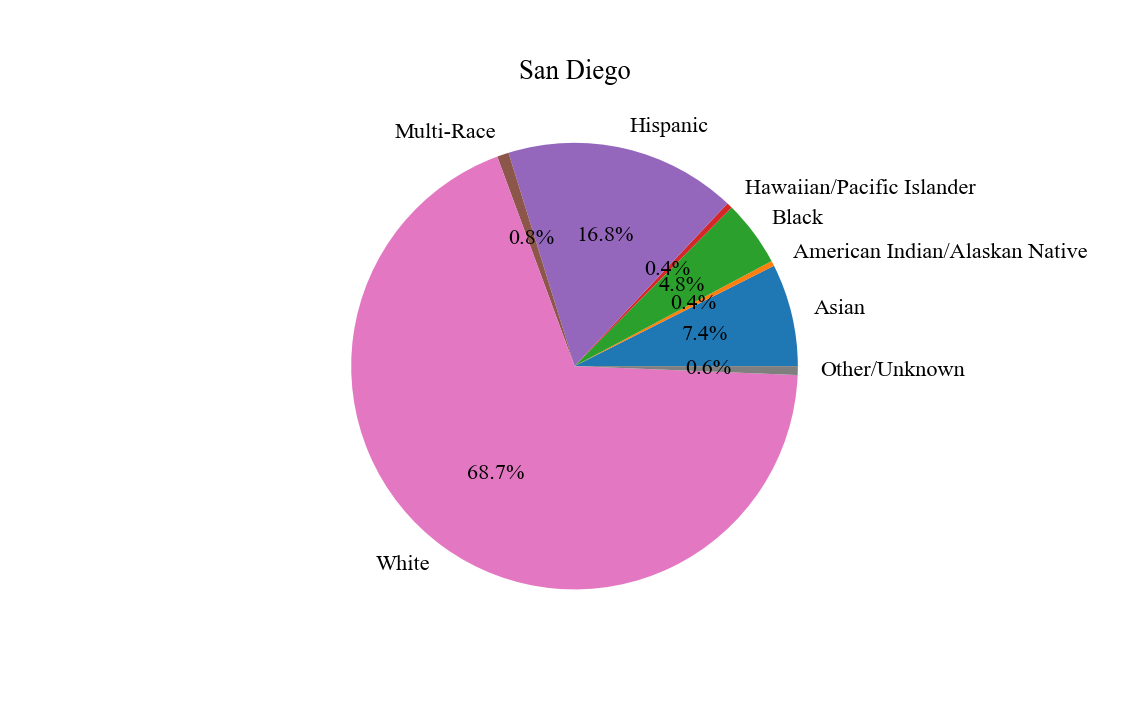 San Diego
Hispanic
Multi-Race
Hawaiian/Pacific Islander
Black
16.8%
0.8%
American Indian/Alaskan Native
0.4%
4.8%
0.4%
Asian
7.4%
0.6%
Other/Unknown
68.7%
White